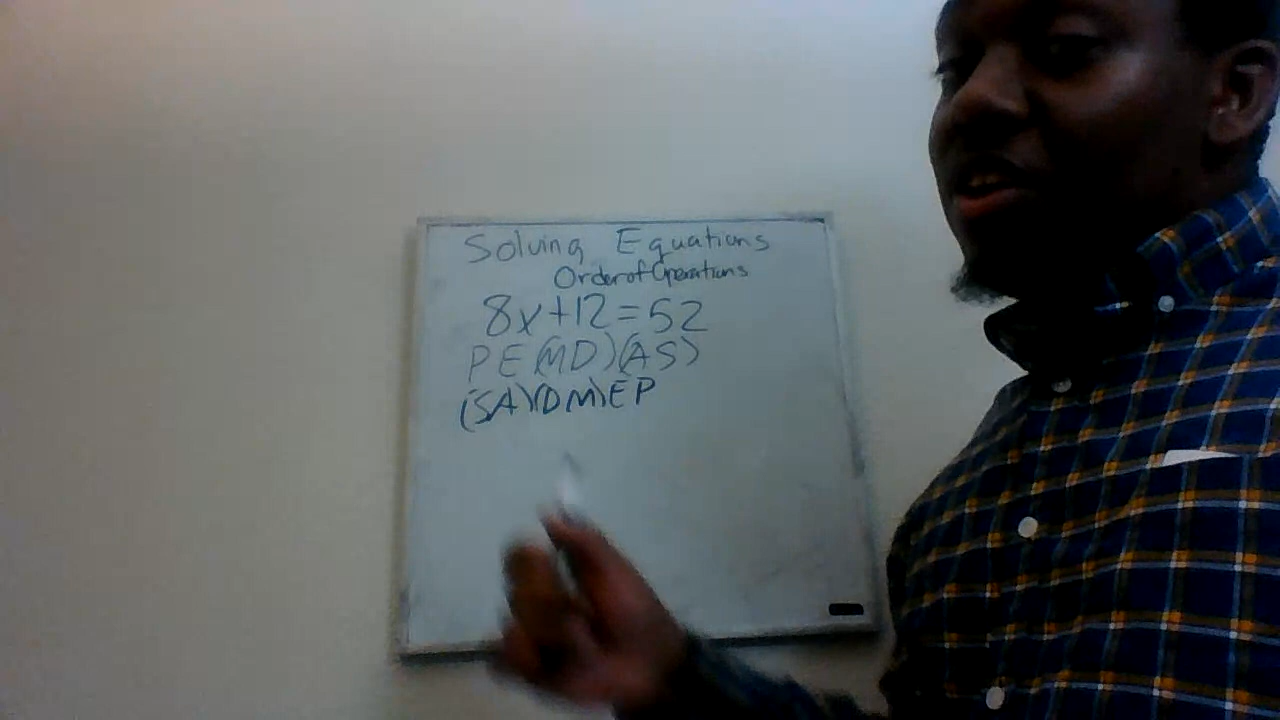 Solving Equations
Order of Operations
8x+12=52
PE(MD)(AS)
(SA)(DM)EP